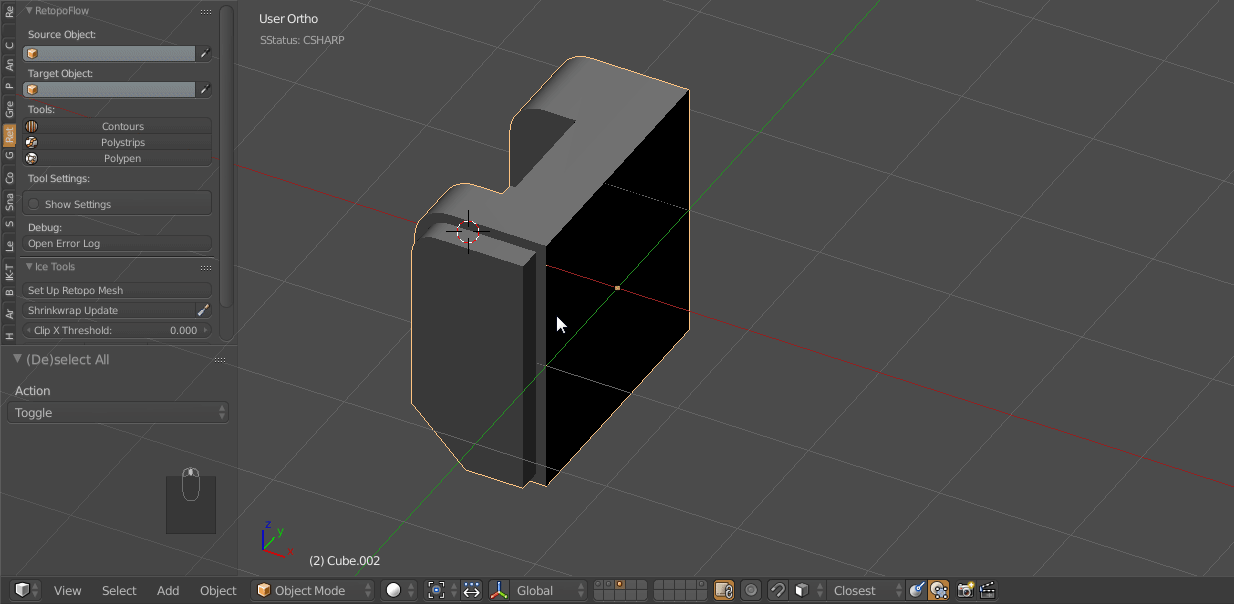 RetopoFlow
Source Object:
Target Object:
Tools:
Contours
Polystrips
Polypen
Tool Settings:
Show Settings
Debug:
Open Error Log
Ice Tools
Set Up Retopo Mesh
Shrinkwrap Update
Clip X Threshold: 0.000
Re
C
An
P
Gre
Ret
G
Co
Sna
S
Le
IK-T
B
Ar
H
(De)select All
Action
Toggle
User Ortho
SStatus: CSHARP
z
y
x
(2) Cube.002
View Select Add Object Object Mode Global Closest